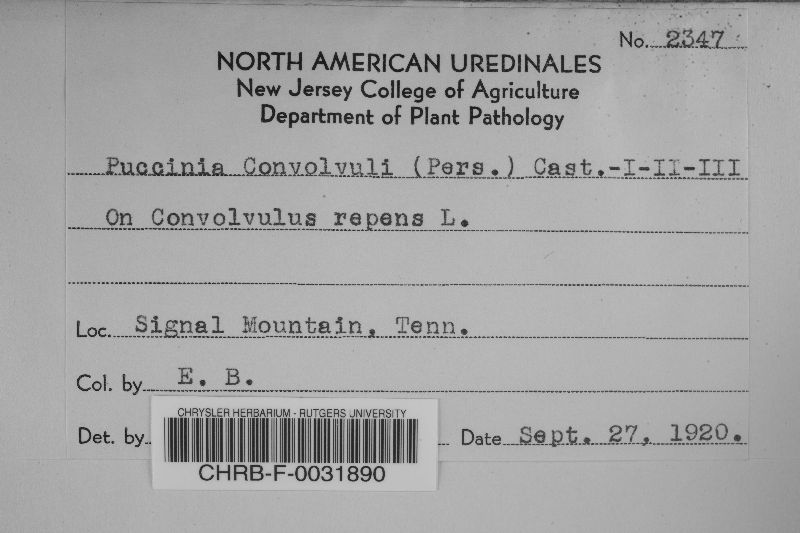 No. 2347
NORTH AMERICAN UREDINALES
New Jersey College of Agriculture
Department of Plant Pathology
Puccinia Convolvuli (Pers.) Cast.-I-II-III
On Convolvulus repens L.
Loc. Signal Mountain, Tenn.
Col. by E. B.
Det. by
Date Sept. 27, 1920.
CHRYSLER HERBARIUM - RUTGERS UNIVERSITY
CHRB-F-0031890